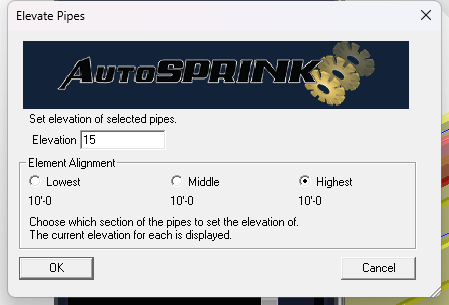 Elevate Pipes
AutoSPRINK
Set elevation of selected pipes.
Elevation 15
Element Alignment
Lowest Middle Highest
10'-0 10'-0 10'-0
Choose which section of the pipes to set the elevation of.
The current elevation for each is displayed.
OK Cancel